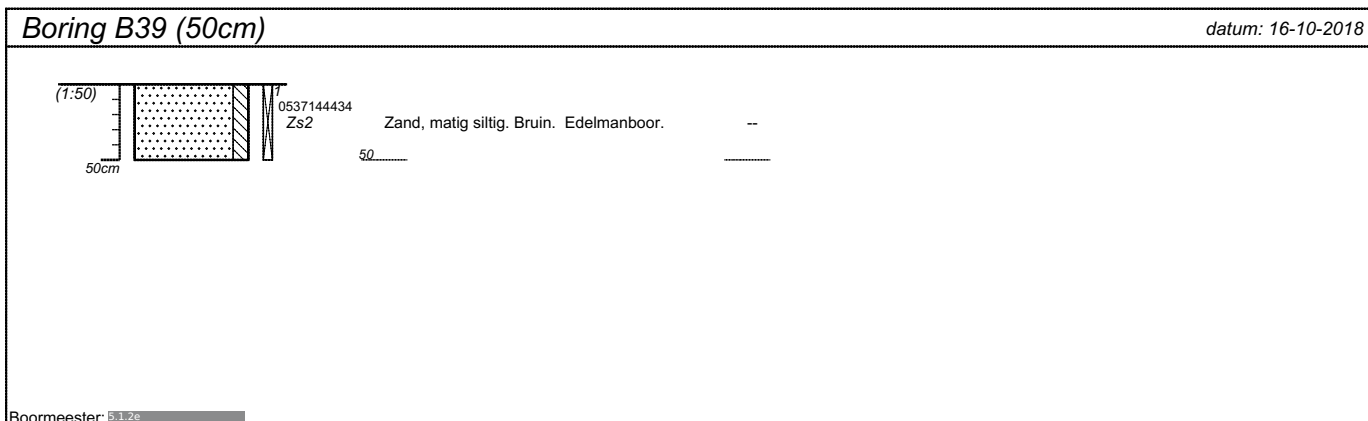 Boring B39 (50cm)
datum: 16-10-2018
(1:50)
1
0537144434
Zs2
Zand, matig siltig. Bruin. Edelmanboor.
--
50
50cm
Boormeester: 5.1.2e